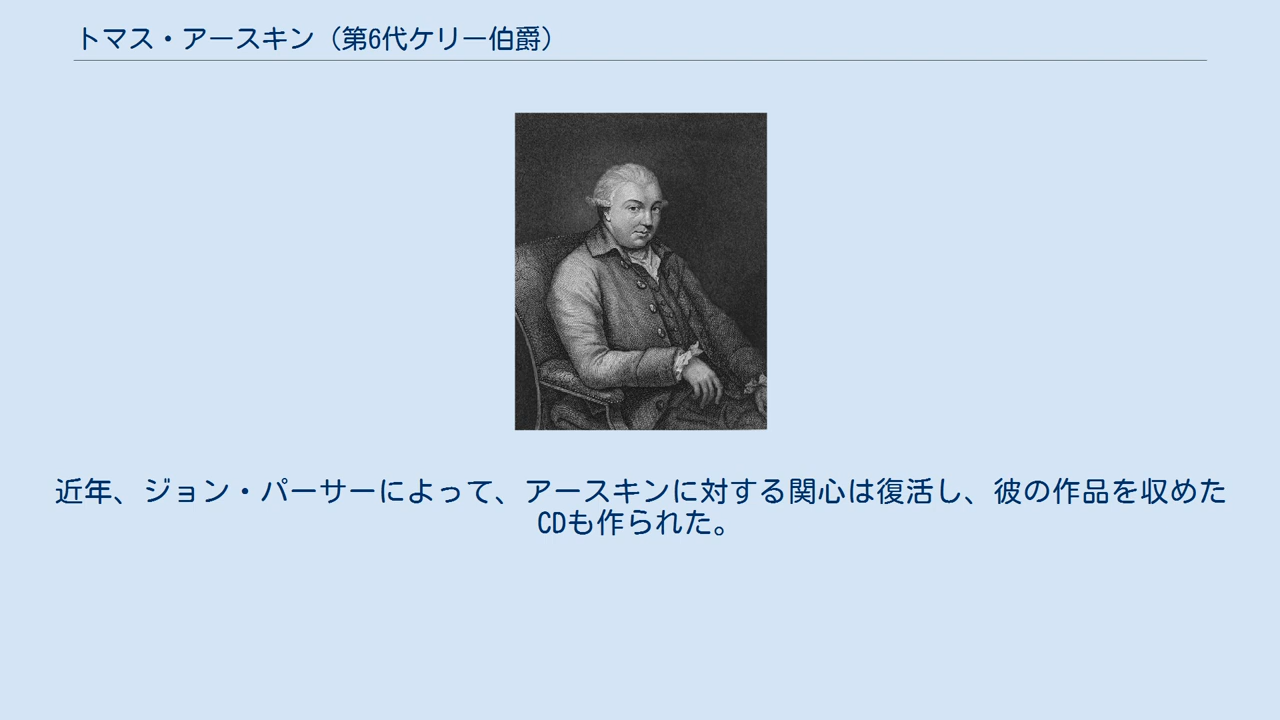 トマス・アースキン（第6代ケリー伯爵）
近年、ジョン・パーサーによって、アースキンに対する関心は復活し、彼の作品を収めた
CDも作られた。